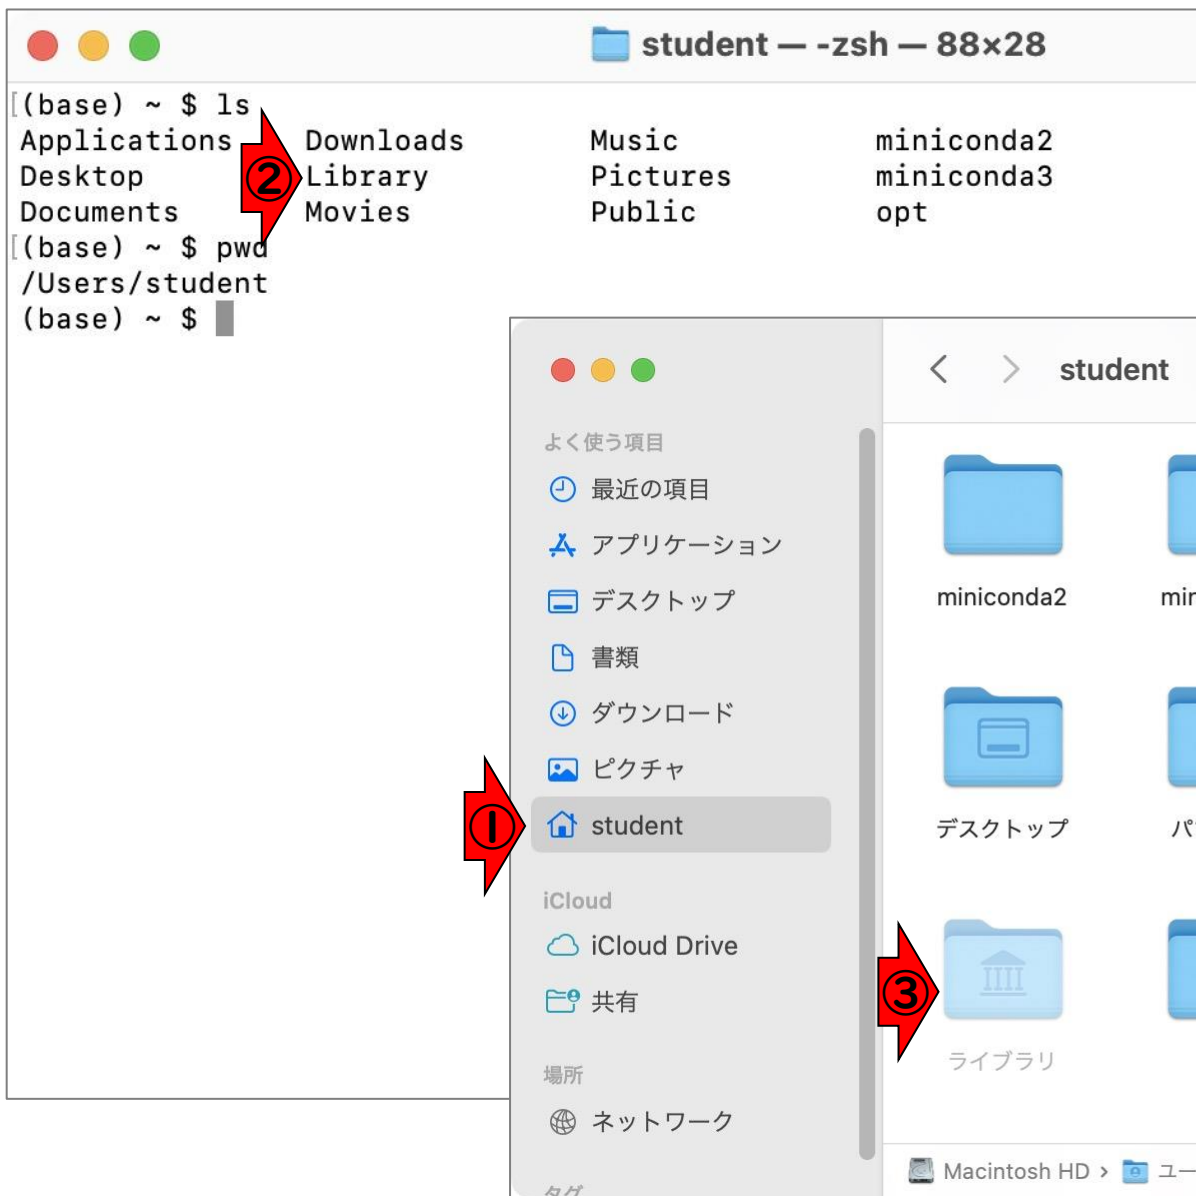 student — -zsh — 88×28
(base) ~ $ ls
Applications Downloads Music miniconda2
Desktop ② Library Pictures miniconda3
Documents Movies Public opt
(base) ~ $ pwd
/Users/student
(base) ~ $
student
よく使う項目
最近の項目
アプリケーション
デスクトップ
書類
ダウンロード
ピクチャ
① student
iCloud
iCloud Drive
共有
場所
ネットワーク
miniconda2
デスクトップ
③
ライブラリ
Macintosh HD › ユー